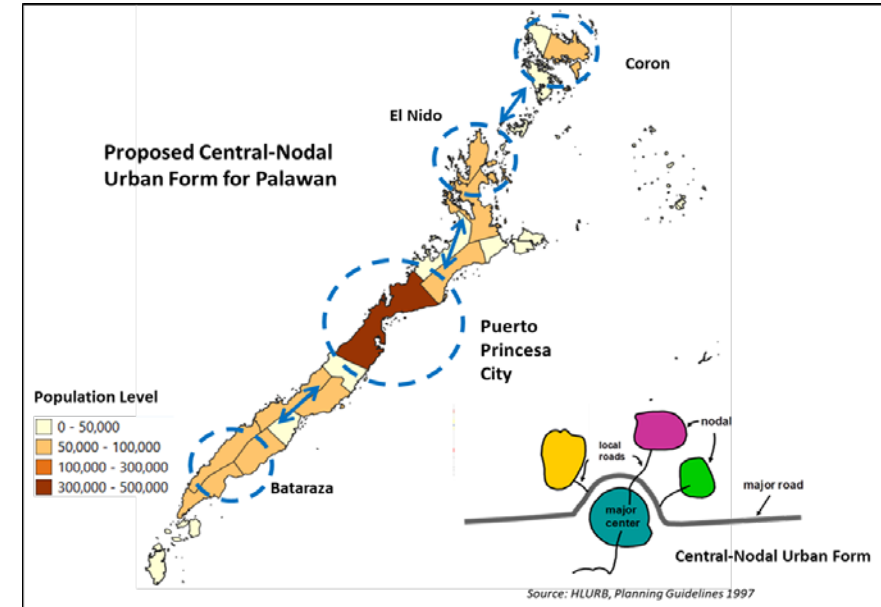 Coron
El Nido
Proposed Central-Nodal
Urban Form for Palawan
Puerto
Princesa
City
Population Level
0 - 50,000
50,000 - 100,000
100,000 - 300,000
300,000 - 500,000
Bataraza
nodal
local
roads
major road
major
center
Central-Nodal Urban Form
Source: HLURB, Planning Guidelines 1997